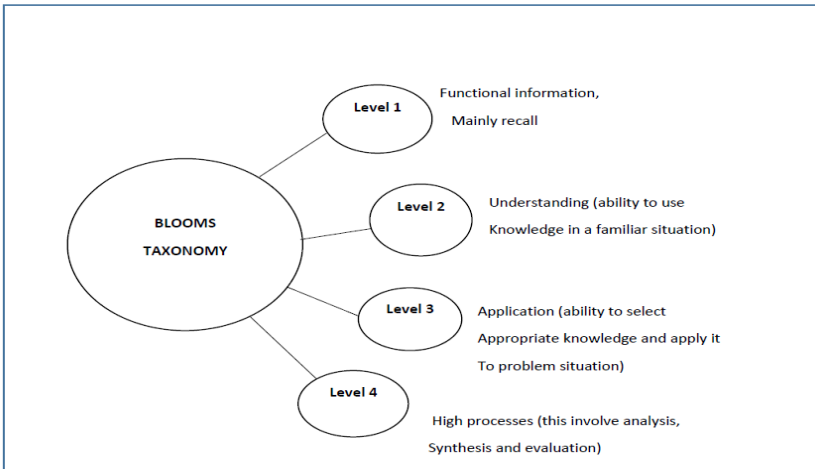 Level 1
Functional information,
Mainly recall
BLOOMS
TAXONOMY
Level 2
Understanding (ability to use
Knowledge in a familiar situation)
Level 3
Application (ability to select
Appropriate knowledge and apply it
To problem situation)
Level 4
High processes (this involve analysis,
Synthesis and evaluation)